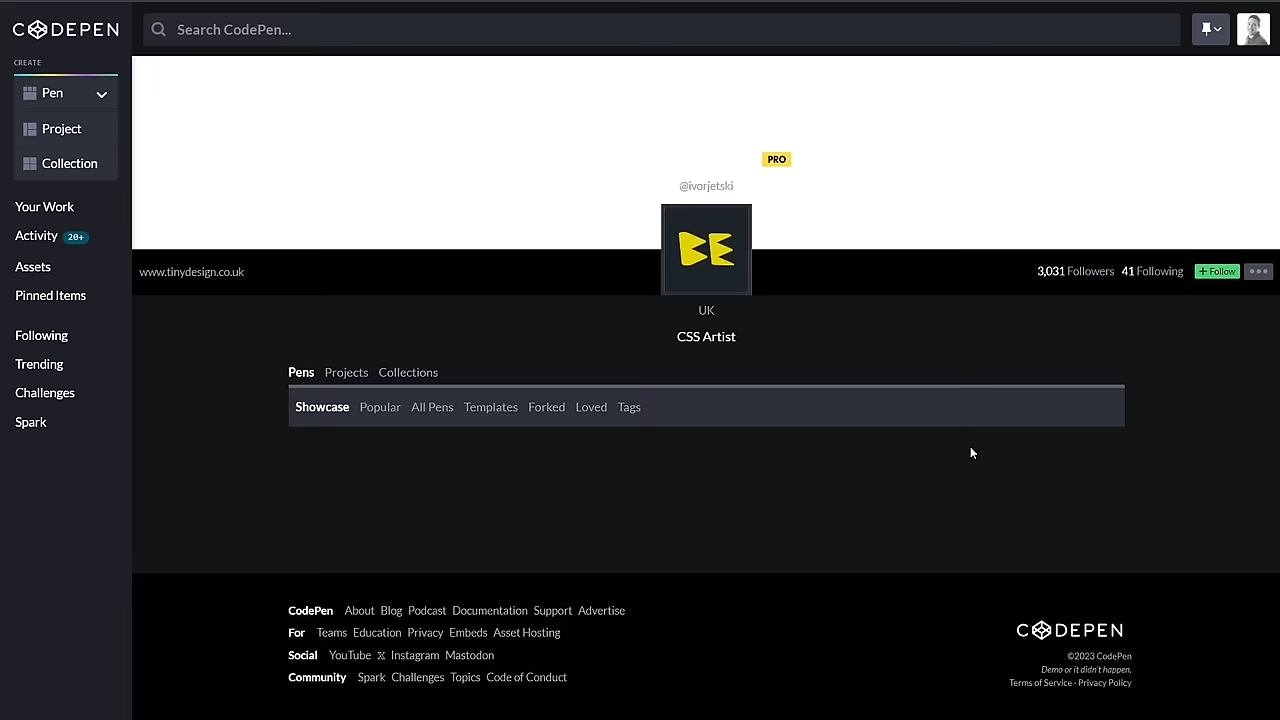 CODEPEN
Search CodePen...
CREATE
Pen
Project
Collection
Your Work
Activity 20+
Assets
Pinned Items
Following
Trending
Challenges
Spark
PRO
@ivorjetski
BE
www.tinydesign.co.uk
3,031 Followers 41 Following + Follow
UK
CSS Artist
Pens Projects Collections
Showcase Popular All Pens Templates Forked Loved Tags
CodePen About Blog Podcast Documentation Support Advertise
For Teams Education Privacy Embeds Asset Hosting
Social YouTube X Instagram Mastodon
Community Spark Challenges Topics Code of Conduct
CODEPEN
©2023 CodePen
Demo or it didn't happen.
Terms of Service · Privacy Policy